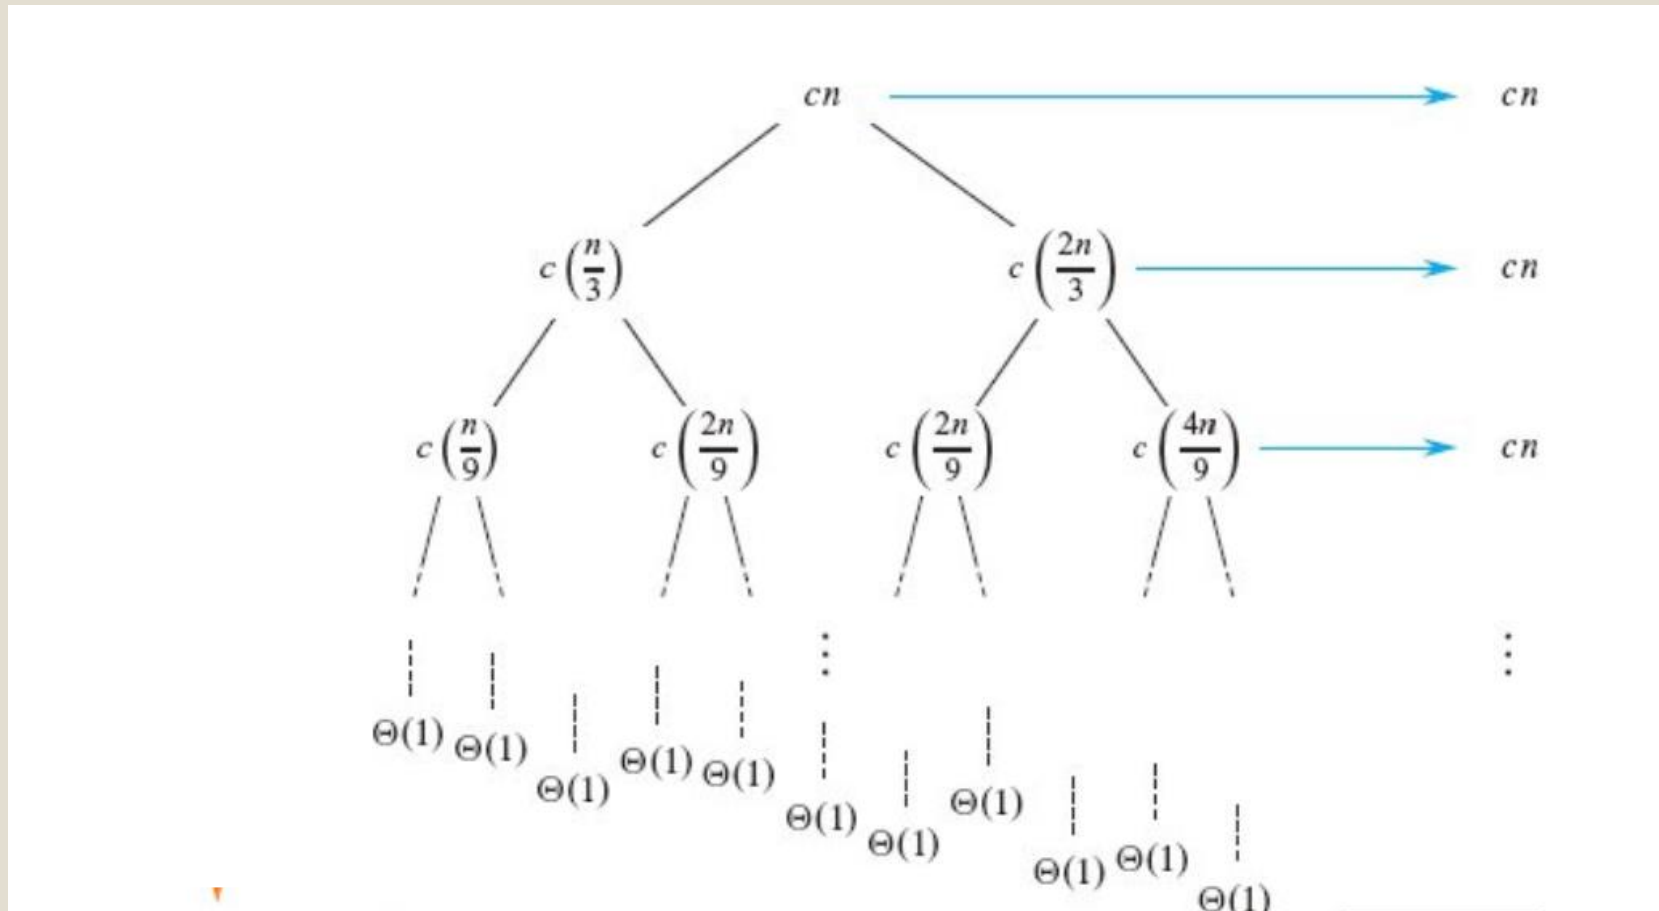 cn cn
c(n/3) c(2n/3) cn
c(n/9) c(2n/9) c(2n/9) c(4n/9) cn
⋮ ⋮
Θ(1) Θ(1) Θ(1) Θ(1) Θ(1) Θ(1) Θ(1) Θ(1) Θ(1) Θ(1) Θ(1)